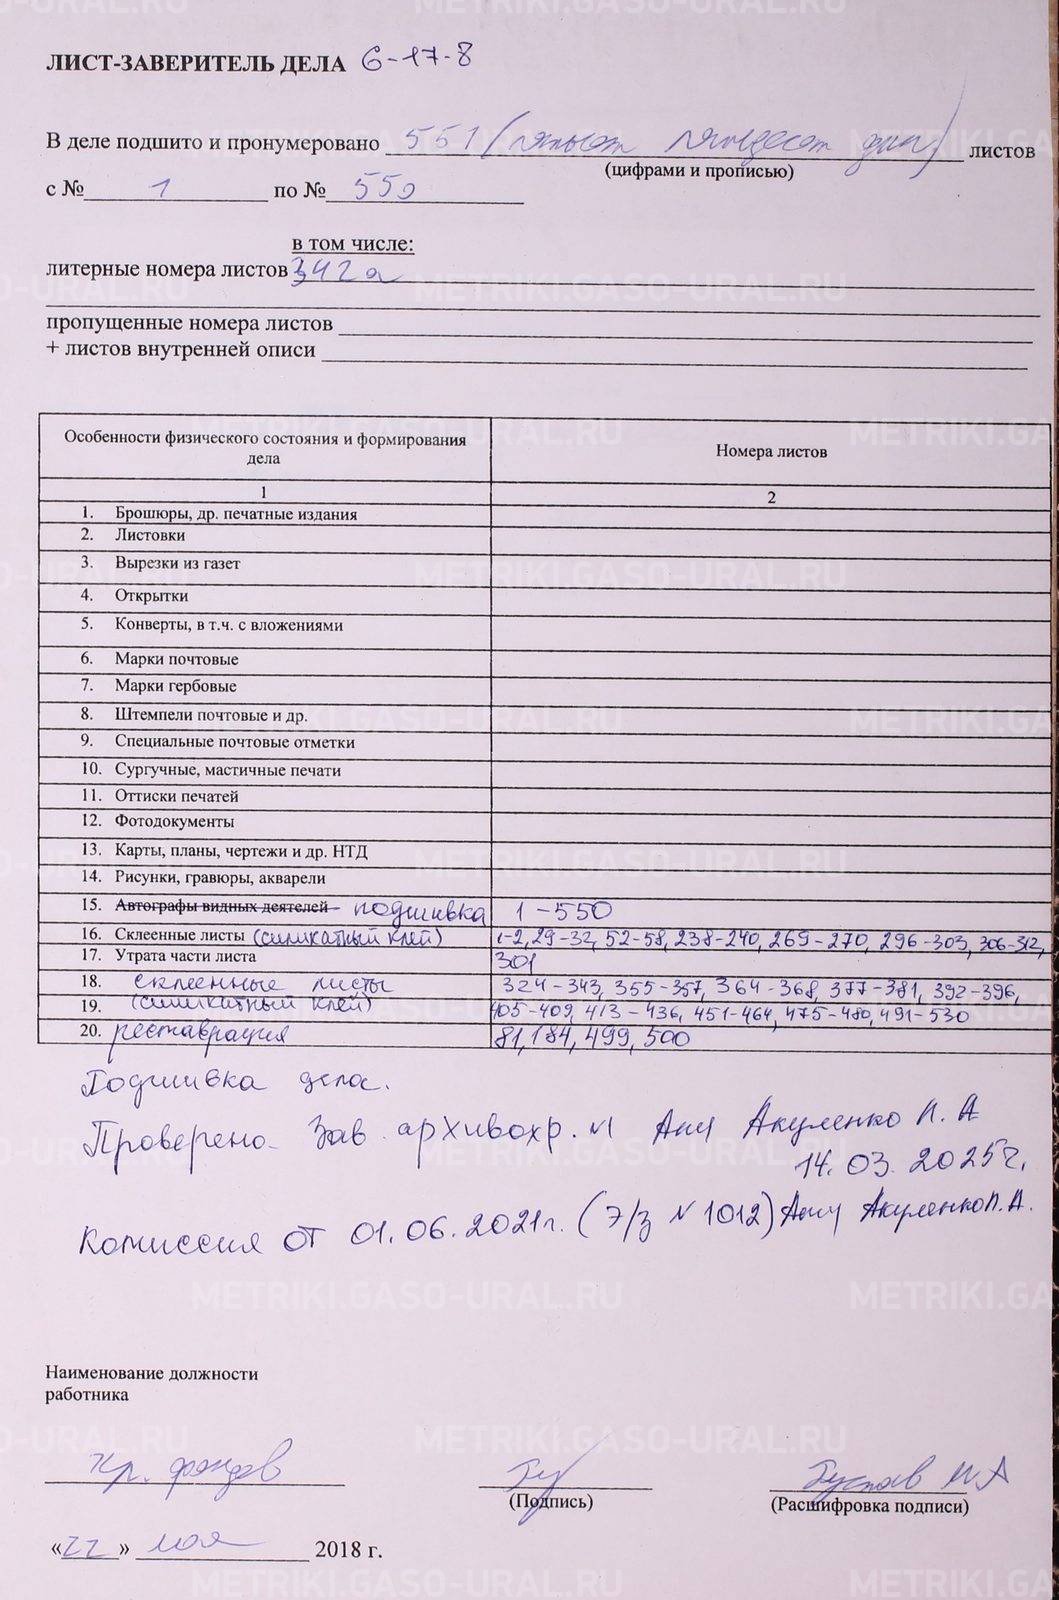 ЛИСТ-ЗАВЕРИТЕЛЬ ДЕЛА 6-17-8
В деле подшито и пронумеровано 551 (пятьсот пятьдесят один) листов
(цифрами и прописью)
с № 1 по № 550
в том числе:
литерные номера листов 342а
пропущенные номера листов
+ листов внутренней описи
Особенности физического состояния и формирования дела Номера листов
1 2
1. Брошюры, др. печатные издания
2. Листовки
3. Вырезки из газет
4. Открытки
5. Конверты, в т.ч. с вложениями
6. Марки почтовые
7. Марки гербовые
8. Штемпели почтовые и др.
9. Специальные почтовые отметки
10. Сургучные, мастичные печати
11. Оттиски печатей
12. Фотодокументы
13. Карты, планы, чертежи и др. НТД
14. Рисунки, гравюры, акварели
15. Автографы видных деятелей - подшивка 1-550
16. Склеенные листы (силикатный клей) 1-2, 29-32, 52-58, 238-240, 269-270, 296-303, 306-312,
17. Утрата части листа 301
18. склеенные листы 324-343, 355-357, 364-368, 377-381, 392-396,
19. (силикатный клей) 405-409, 413-436, 451-464, 475-480, 491-530
20. реставрация 81, 184, 499, 500
Подшивка дела.
Проверено- Зав. архивохр. №1 Акуленко П. А
14.03.2025г.
Комиссия от 01.06.2021г. (Э/з №1012) Акуленко П. А.
Наименование должности
работника
хр. фондов
(Подпись) (Расшифровка подписи)
«22» мая 2018 г.
METRIKI.GASO-URAL.RU